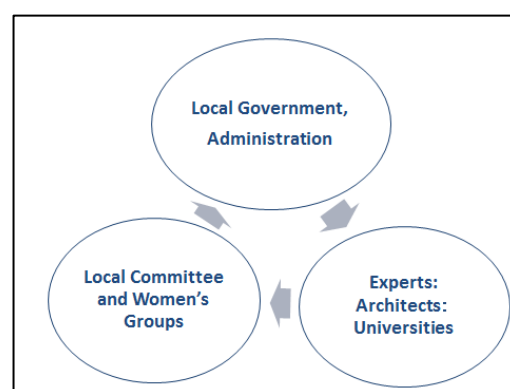 Local Government,
Administration
Local Committee
and Women's
Groups
Experts:
Architects:
Universities